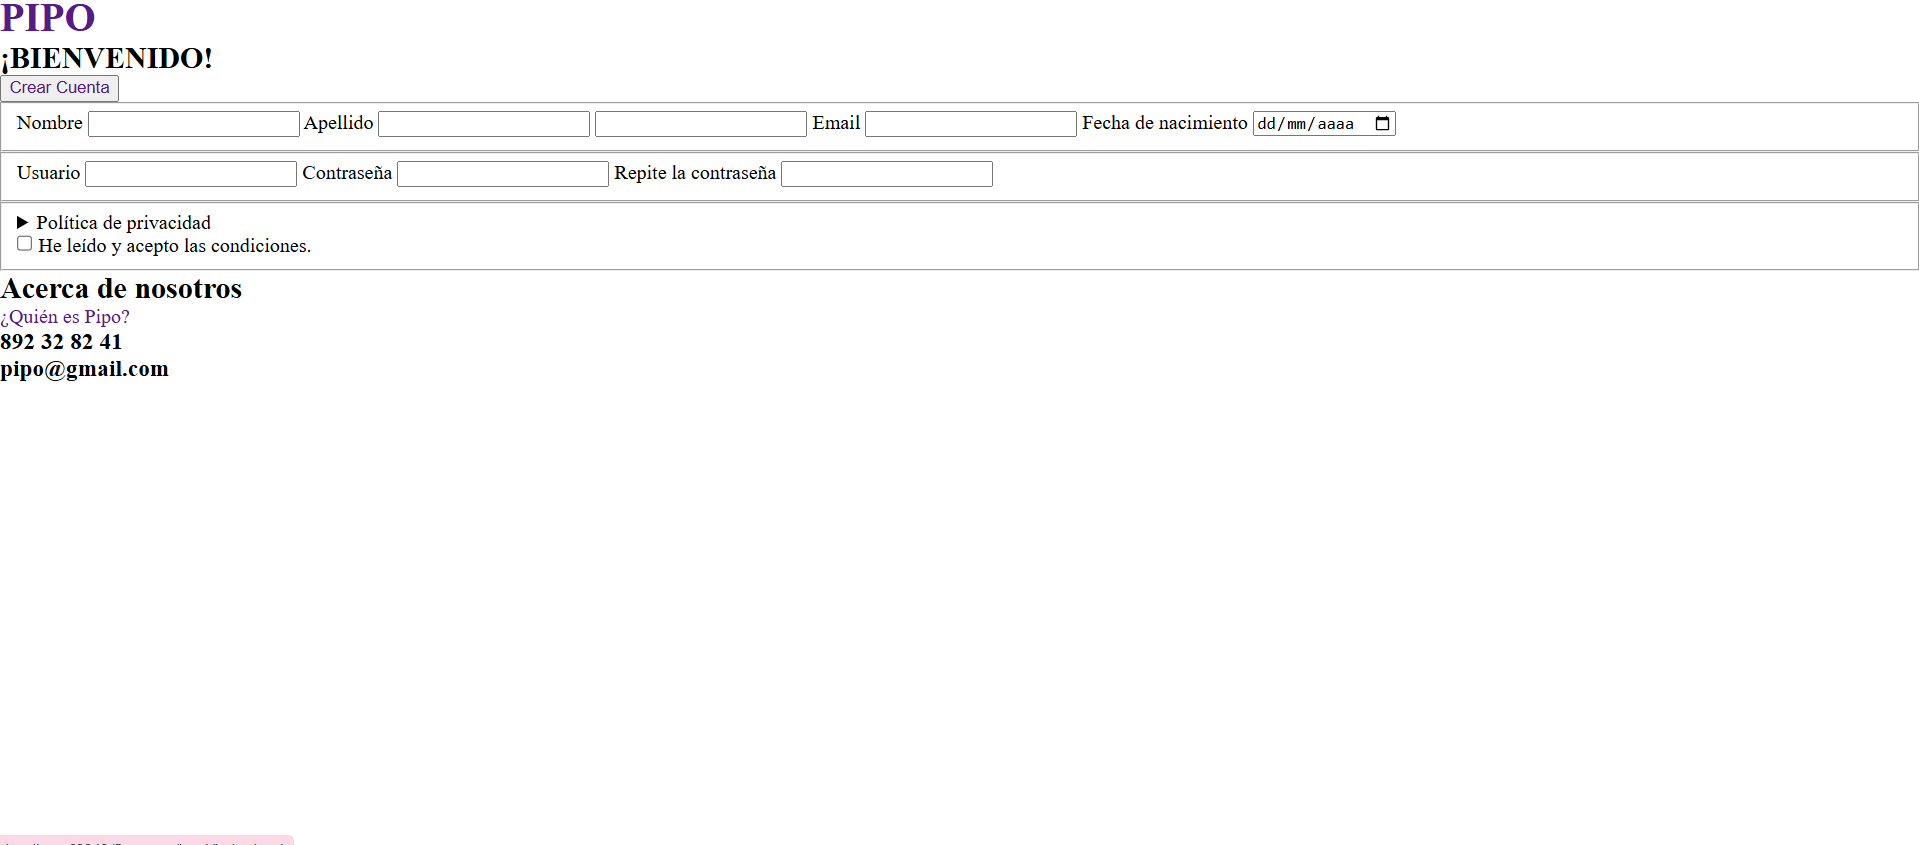 PIPO
¡BIENVENIDO!
Crear Cuenta
Nombre Apellido Email Fecha de nacimiento dd/mm/aaaa
Usuario Contraseña Repite la contraseña
Política de privacidad
He leído y acepto las condiciones.
Acerca de nosotros
¿Quién es Pipo?
892 32 82 41
pipo@gmail.com